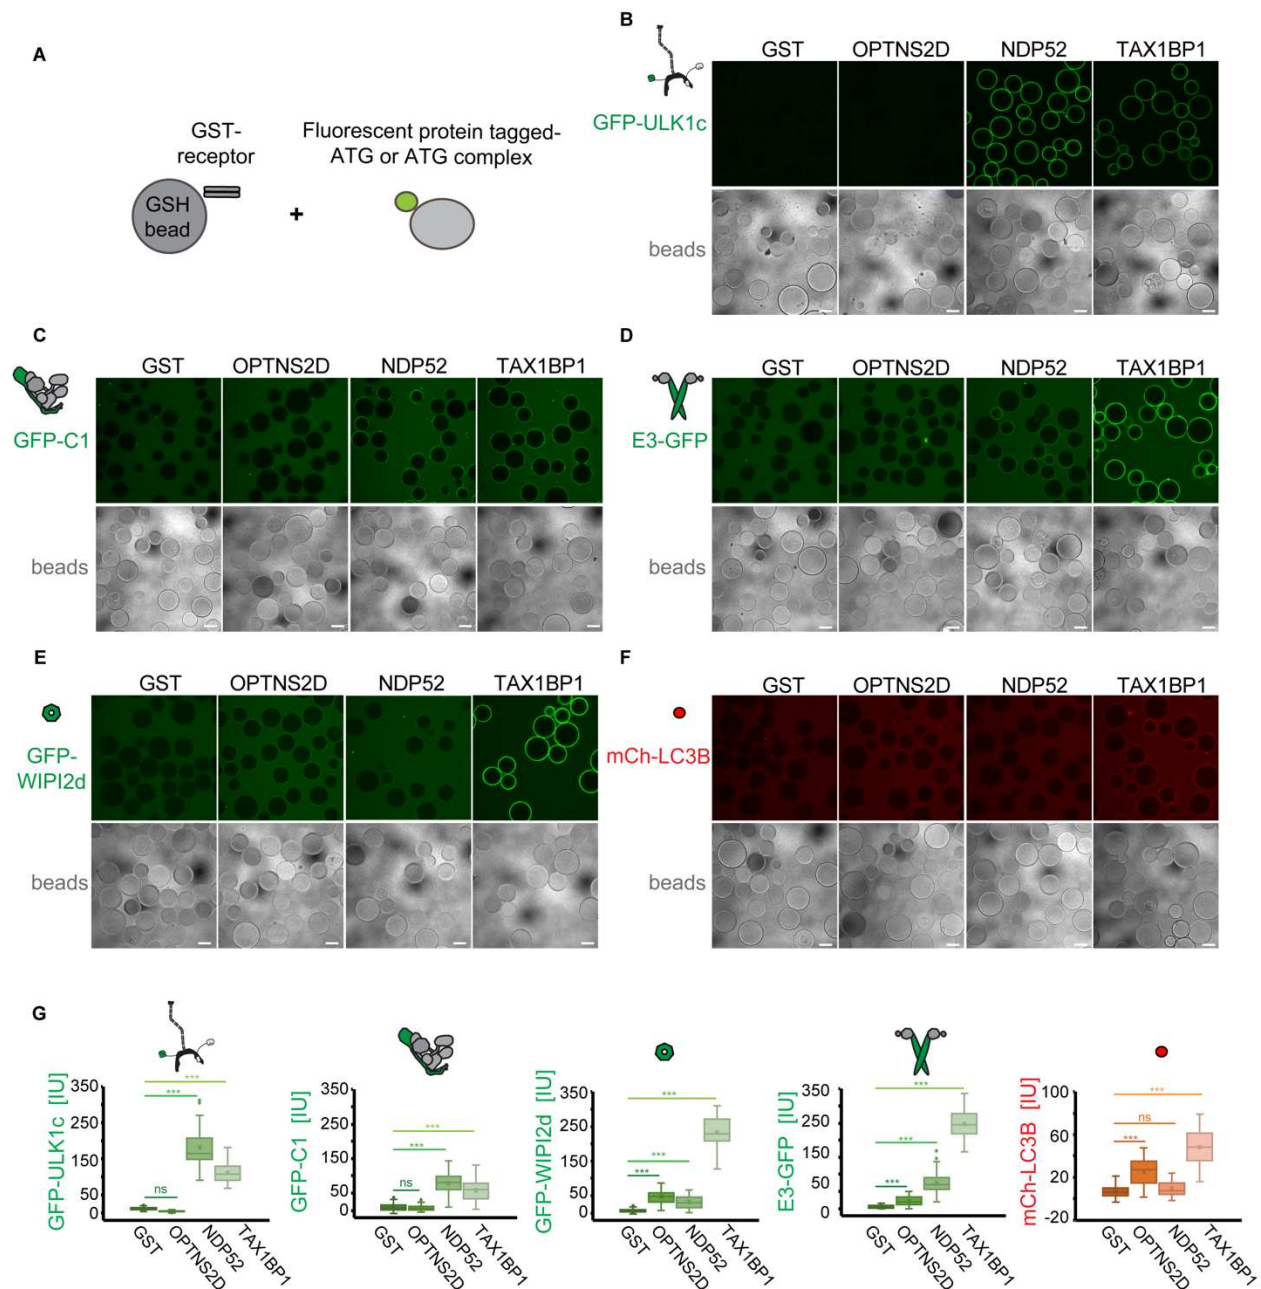 A
GST-
receptor
GSH
bead
+
Fluorescent protein tagged-
ATG or ATG complex
B
GST OPTNS2D NDP52 TAX1BP1
GFP-ULK1c
beads
C
GST OPTNS2D NDP52 TAX1BP1
GFP-C1
beads
D
GST OPTNS2D NDP52 TAX1BP1
E3-GFP
beads
E
GST OPTNS2D NDP52 TAX1BP1
GFP-
WIPI2d
beads
F
GST OPTNS2D NDP52 TAX1BP1
mCh-LC3B
beads
G
GFP-ULK1c [IU]
350
250
150
50
0
***
***
ns
GST
OPTNS2D
NDP52
TAX1BP1
GFP-C1 [IU]
350
250
150
50
0
***
***
ns
GST
OPTNS2D
NDP52
TAX1BP1
GFP-WIPI2d [IU]
350
250
150
50
0
***
***
***
GST
OPTNS2D
NDP52
TAX1BP1
E3-GFP [IU]
350
250
150
50
0
***
***
***
GST
OPTNS2D
NDP52
TAX1BP1
mCh-LC3B [IU]
100
60
20
-20
***
ns
***
GST
OPTNS2D
NDP52
TAX1BP1